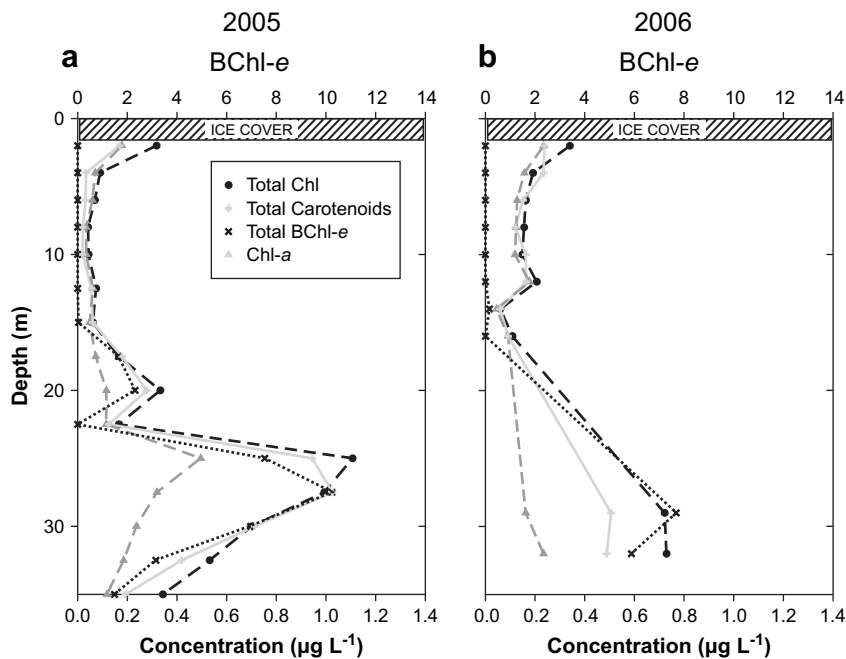 2005 2006
a BChl-e b BChl-e
0 2 4 6 8 10 12 14 0 2 4 6 8 10 12 14
0
ICE COVER ICE COVER
Total Chl
Total Carotenoids
Total BChl-e
Chl-a
10
20
30
Depth (m)
0.0 0.2 0.4 0.6 0.8 1.0 1.2 1.4 0.0 0.2 0.4 0.6 0.8 1.0 1.2 1.4
Concentration (µg L⁻¹) Concentration (µg L⁻¹)